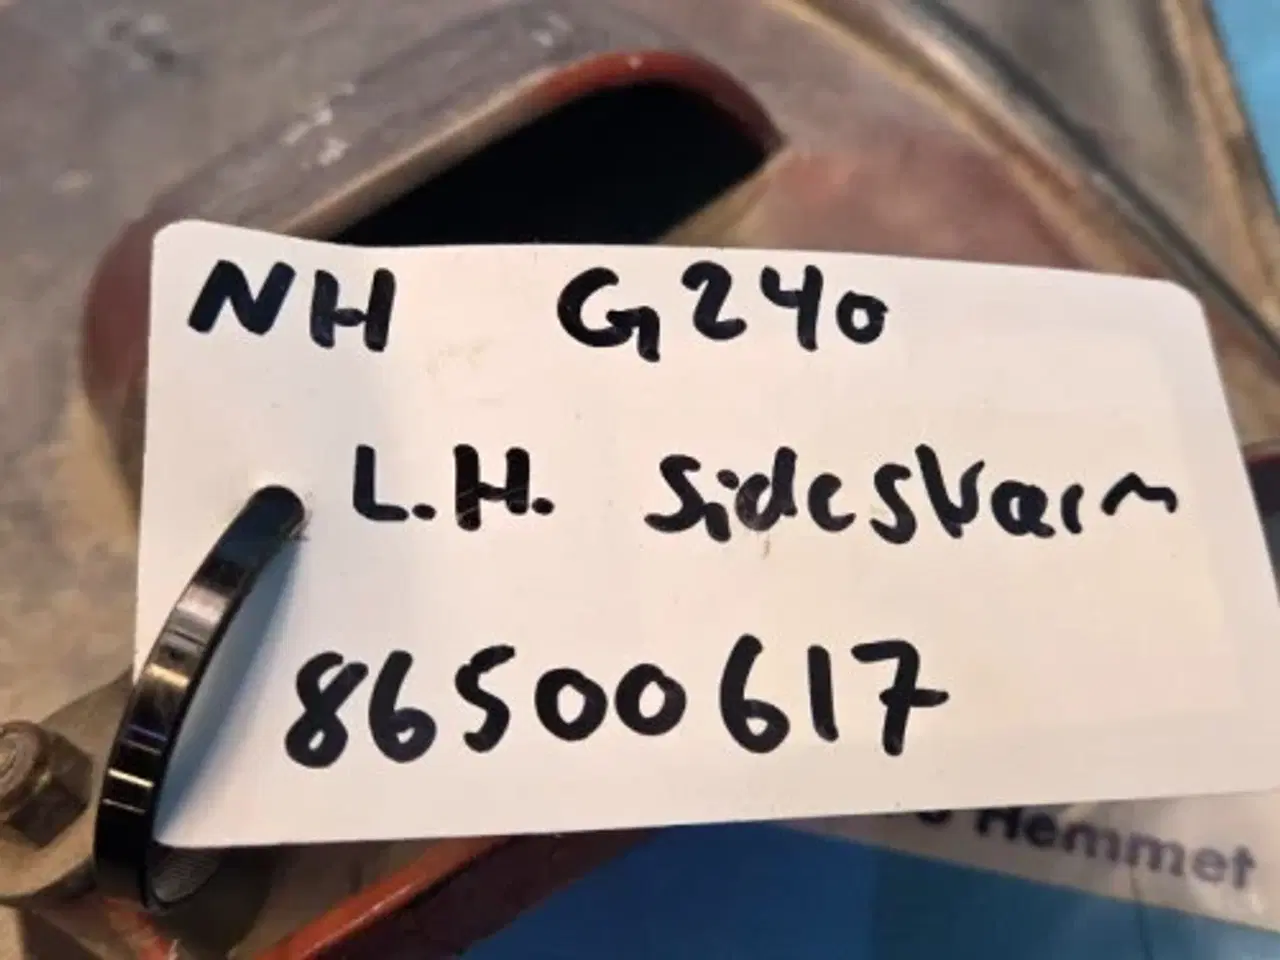 NH G240
L.H. Sideskærm
86500617
Hemmet